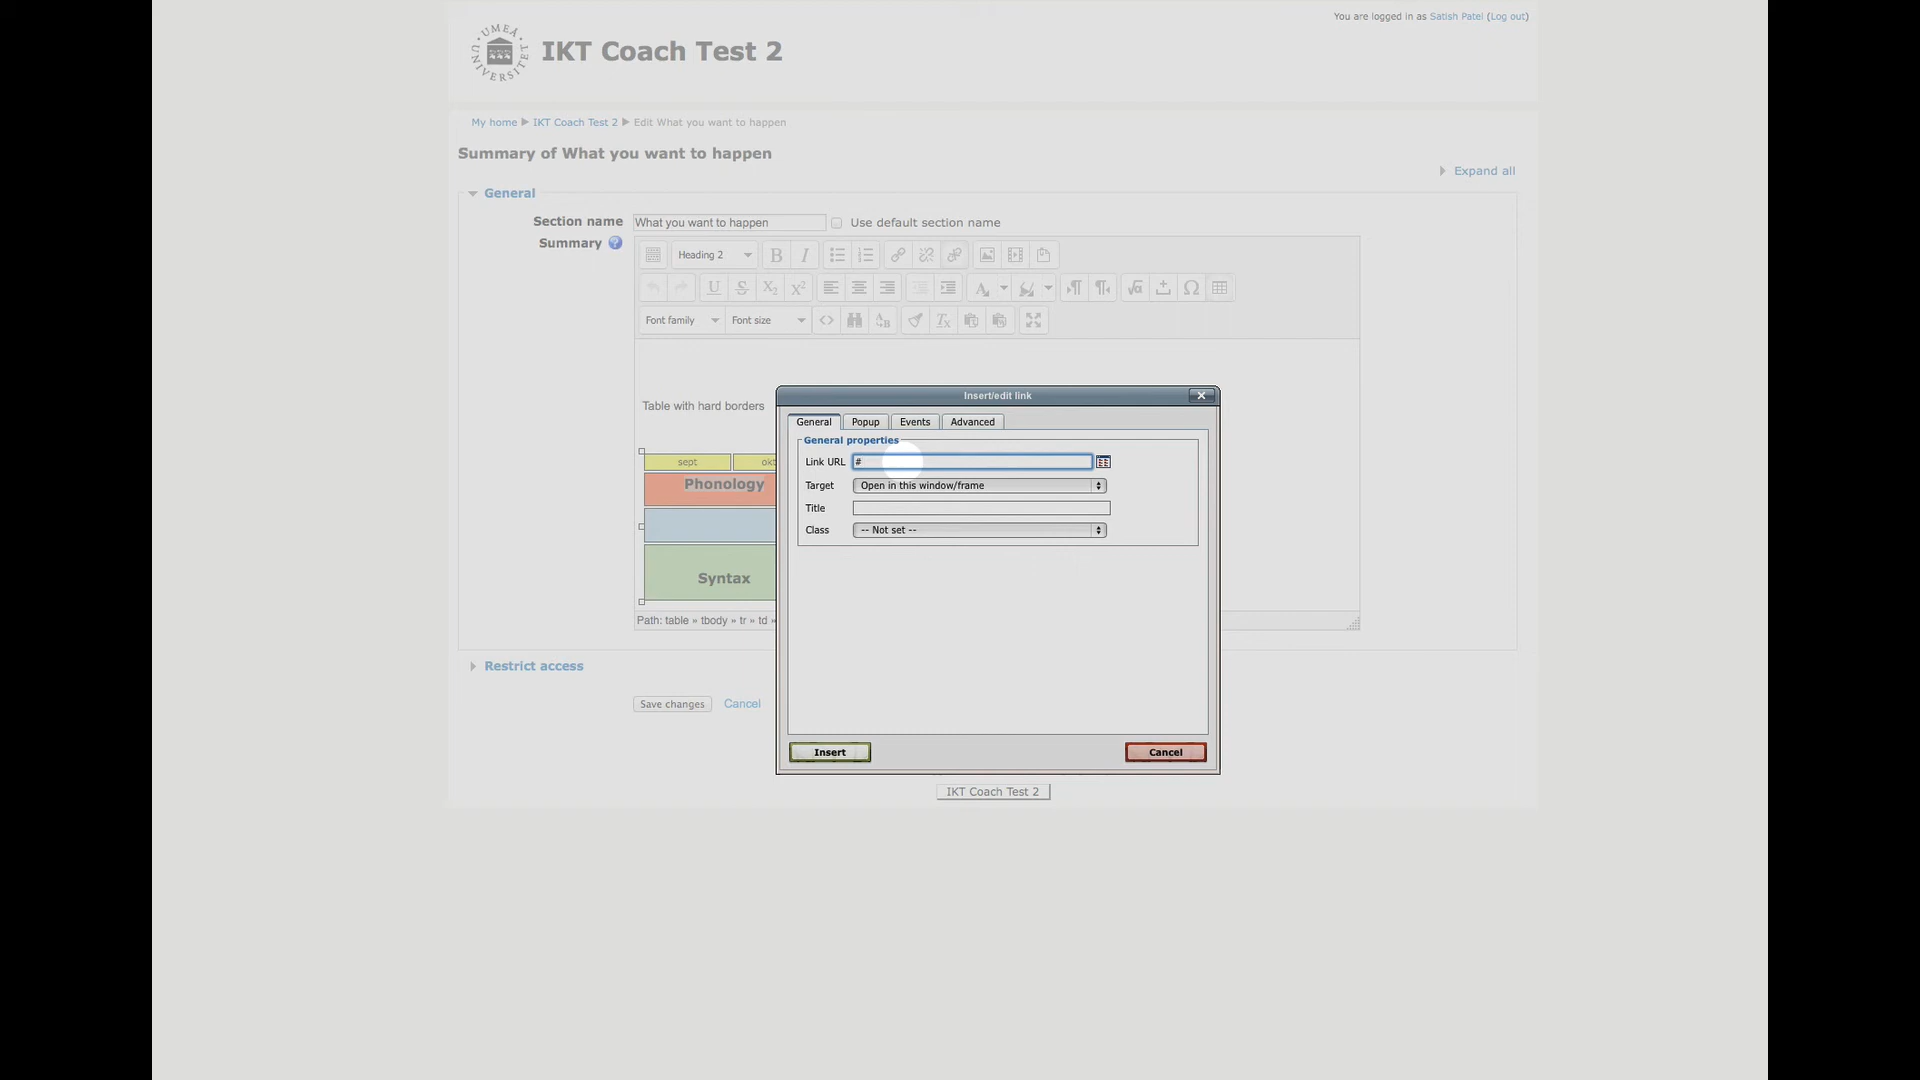 You are logged in as Satish Patel (Log out)
UMEÅ UNIVERSITET
IKT Coach Test 2
My home ▶ IKT Coach Test 2 ▶ Edit What you want to happen
Summary of What you want to happen
Expand all
General
Section name What you want to happen Use default section name
Summary
Heading 2 B I
U S X₂ X²
Font family Font size
Table with hard borders
Insert/edit link
General Popup Events Advanced
General properties
Link URL #
sept okt
Phonology
Target Open in this window/frame
Title
Class -- Not set --
Syntax
Path: table » tbody » tr » td »
Restrict access
Save changes Cancel
Insert Cancel
IKT Coach Test 2